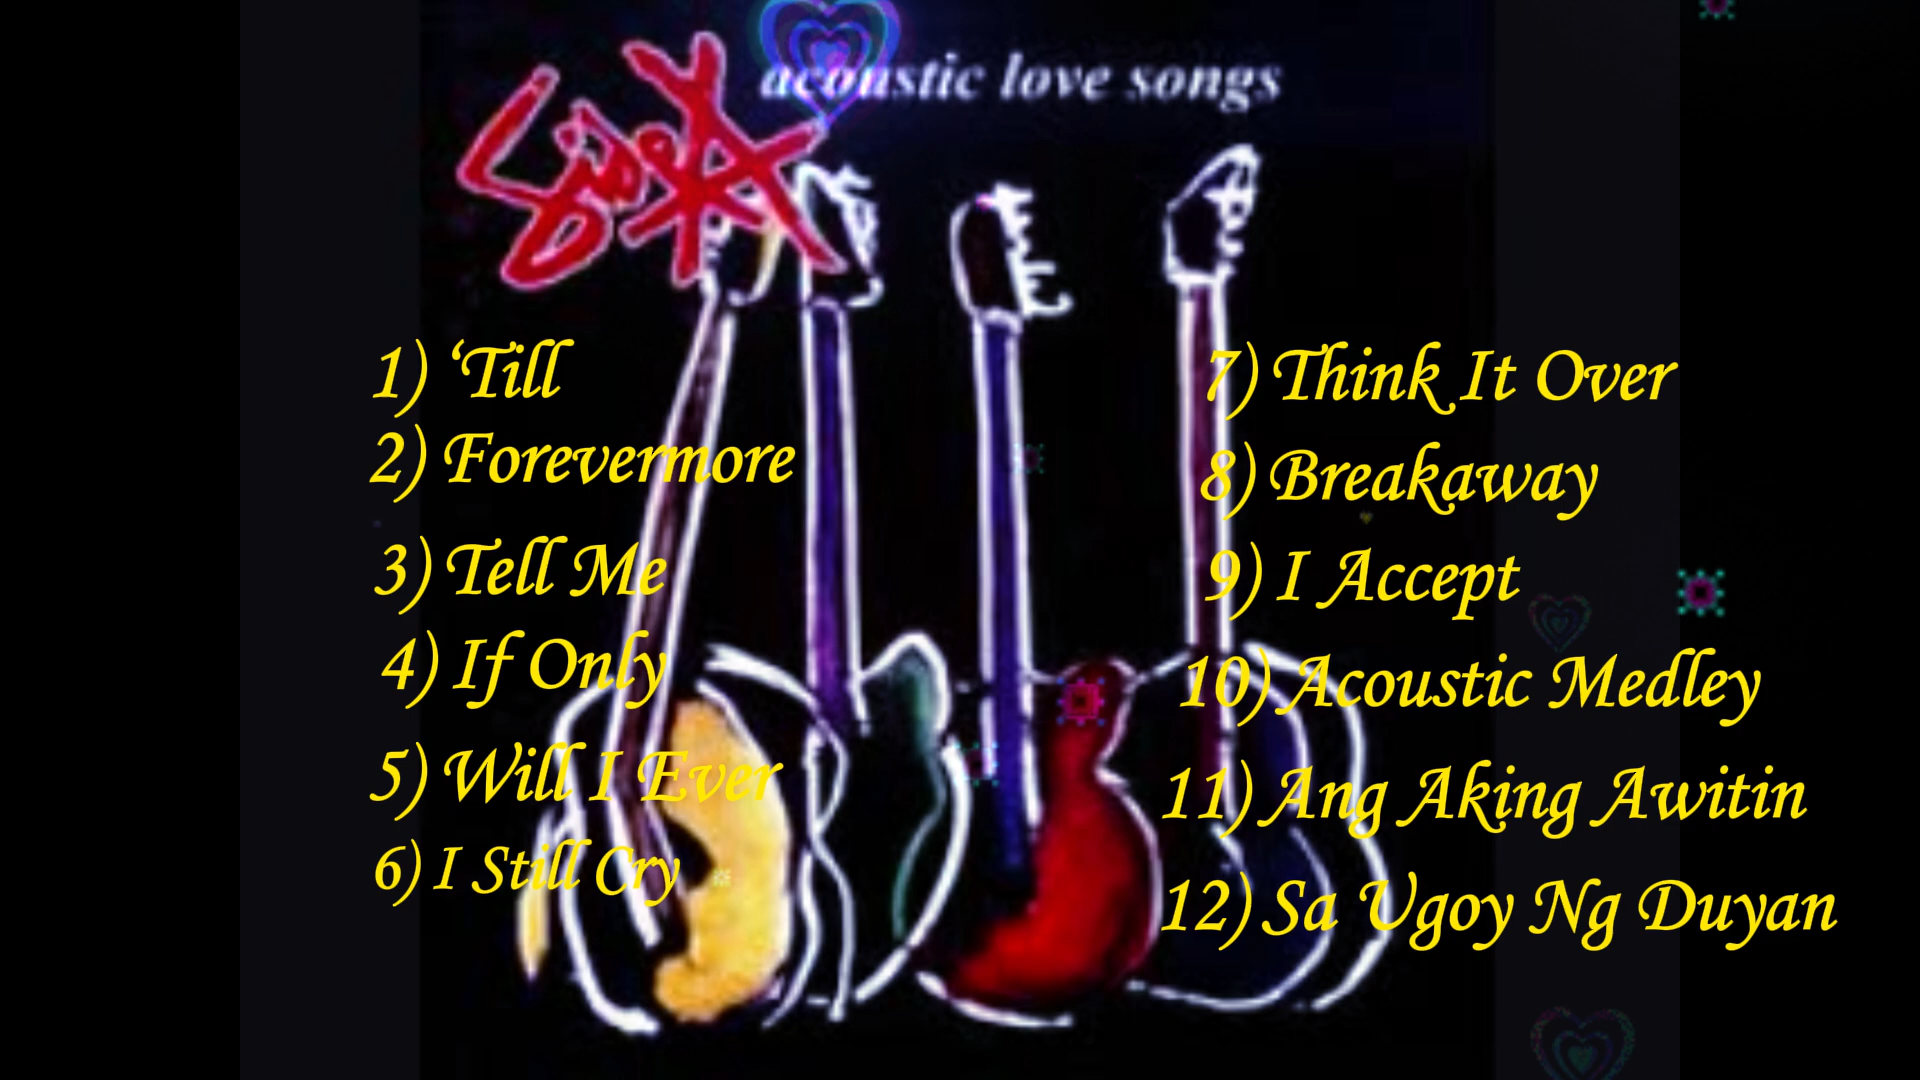 SideA
acoustic love songs
1) ‘Till
2) Forevermore
3) Tell Me
4) If Only
5) Will I Ever
6) I Still Cry
7) Think It Over
8) Breakaway
9) I Accept
10) Acoustic Medley
11) Ang Aking Awitin
12) Sa Ugoy Ng Duyan